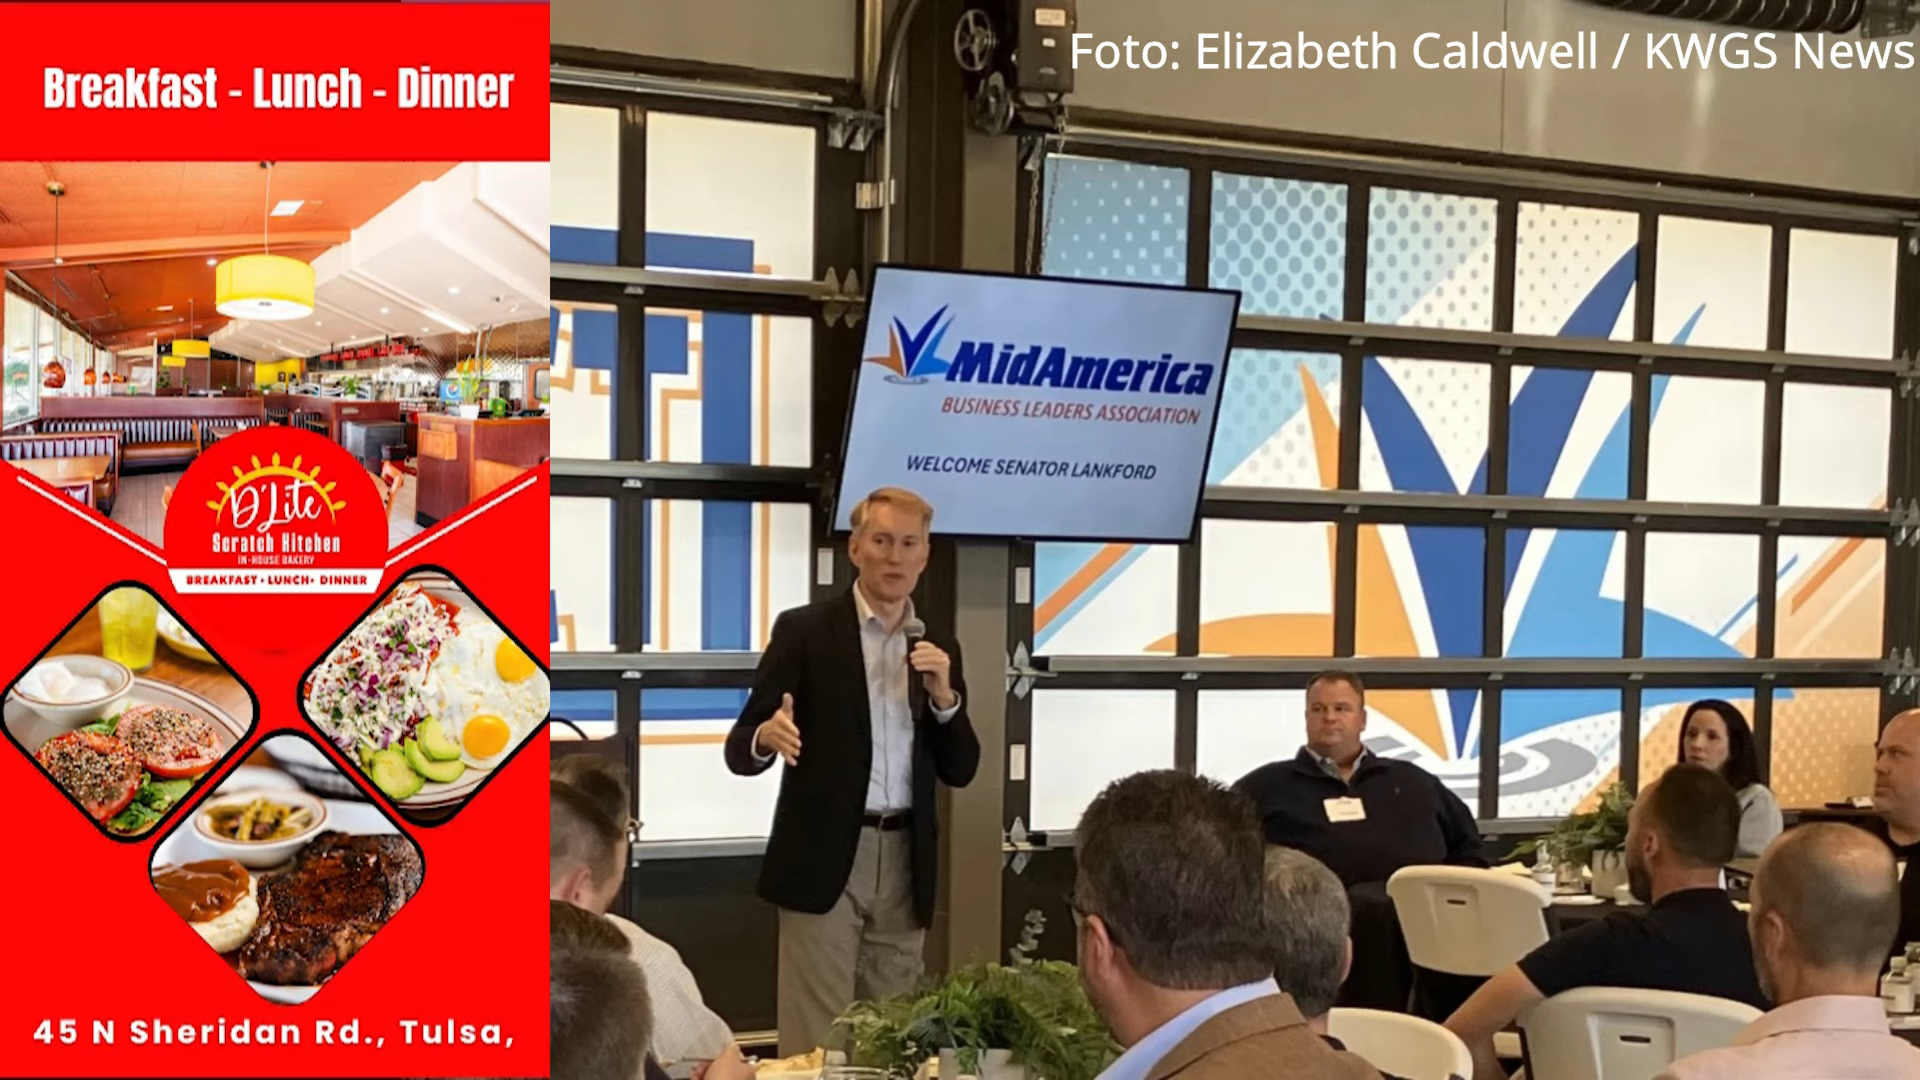 Breakfast - Lunch - Dinner
D'Lite
Scratch Kitchen
IN-HOUSE BAKERY
BREAKFAST • LUNCH • DINNER
45 N Sheridan Rd., Tulsa,
Foto: Elizabeth Caldwell / KWGS News
MidAmerica
BUSINESS LEADERS ASSOCIATION
WELCOME SENATOR LANKFORD